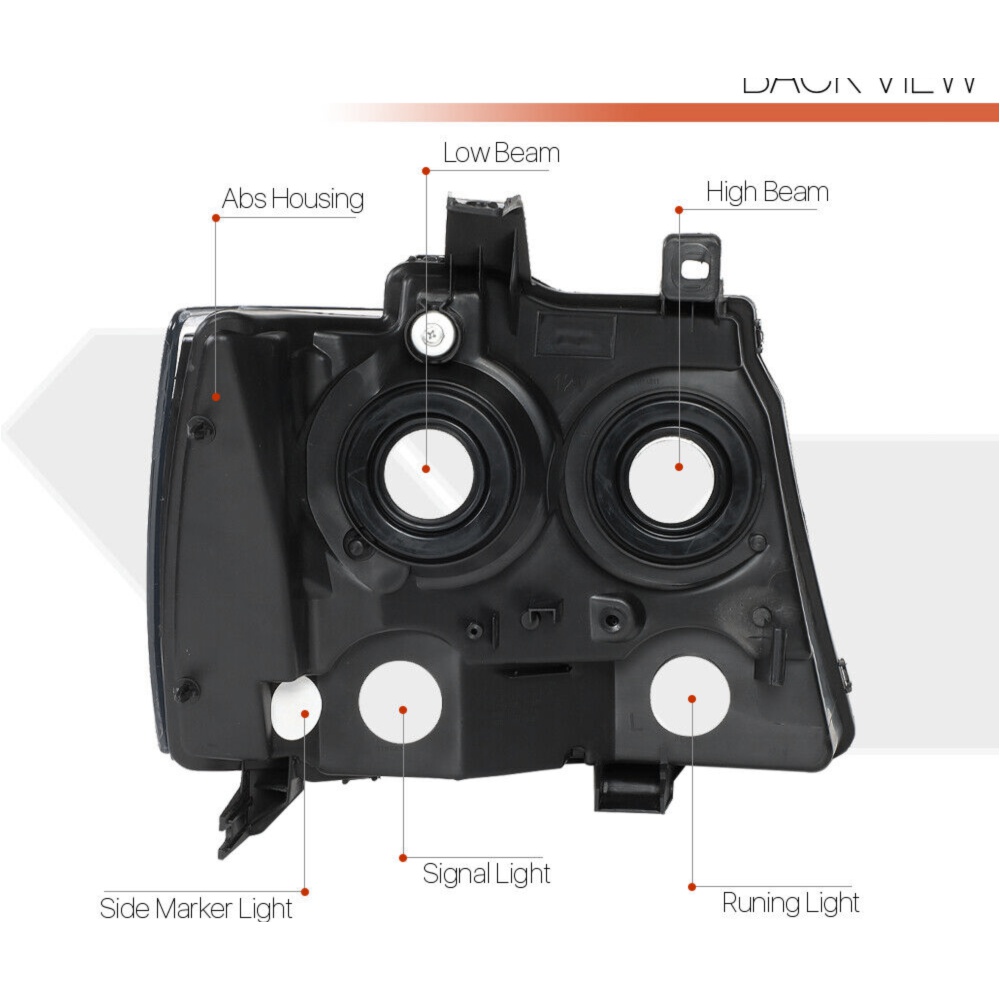 BACK VIEW
Low Beam
Abs Housing
High Beam
Signal Light
Side Marker Light
Runing Light